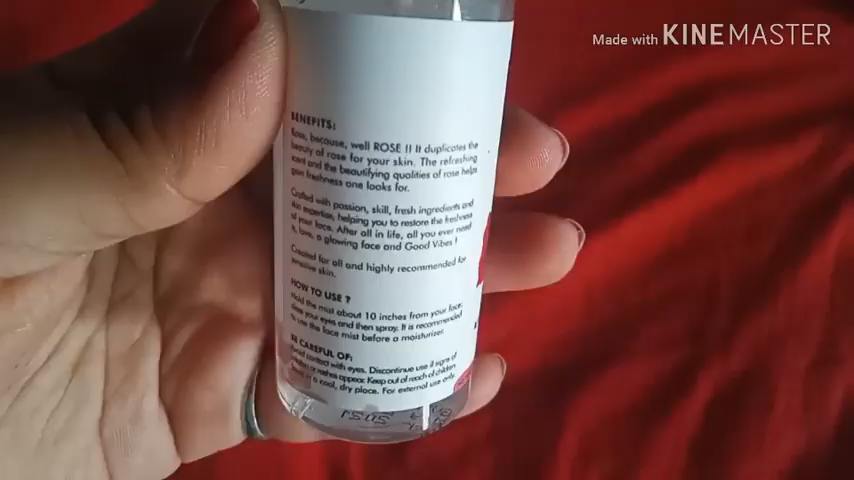 Made with KINEMASTER
BENEFITS:
Rose, because, well ROSE !! It duplicates the
beauty of rose for your skin. The refreshing
scent and the beautifying qualities of rose helps
gain freshness one looks for.
Crafted with passion, skill, fresh ingredients and
skin expertise, helping you to restore the freshness
of your face. After all in life, all you ever need
is, love, a glowing face and Good Vibes !
Created for all and highly recommended for
sensitive skin.
HOW TO USE ?
Hold the mist about 10 inches from your face;
close your eyes and then spray. It is recommended
to use the face mist before a moisturizer.
BE CAREFUL OF:
Avoid contact with eyes. Discontinue use if signs of
or rashes appear. Keep out of reach of children
in a cool, dry place. For external use only.